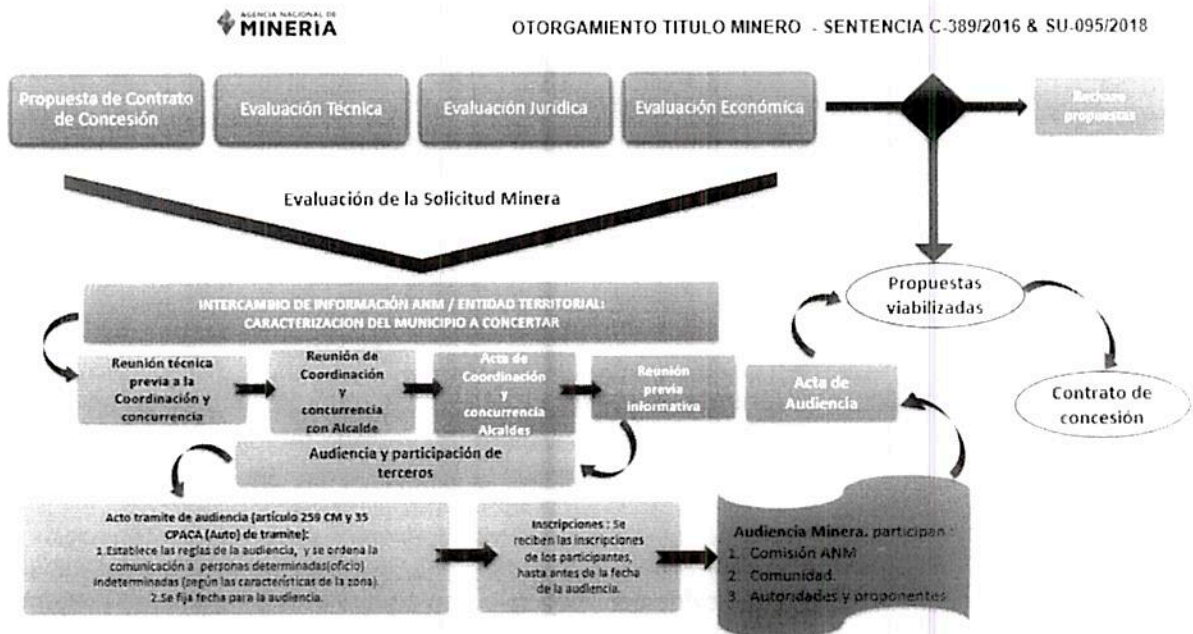 AGENCIA NACIONAL DE
MINERÍA
OTORGAMIENTO TITULO MINERO - SENTENCIA C-389/2016 & SU-095/2018
Propuesta de Contrato
de Concesión
Evaluación Técnica
Evaluación Jurídica
Evaluación Económica
Rechazo
propuestas
Evaluación de la Solicitud Minera
Propuestas
viabilizadas
INTERCAMBIO DE INFORMACIÓN ANM / ENTIDAD TERRITORIAL:
CARACTERIZACION DEL MUNICIPIO A CONCERTAR
Reunión técnica
previa a la
Coordinación y
concurrencia
Reunión de
Coordinación
y
concurrencia
con Alcalde
Acta de
Coordinación
y
concurrencia
Alcaldes
Reunión
previa
informativa
Acta de
Audiencia
Contrato de
concesión
Audiencia y participación de
terceros
Acto tramite de audiencia (artículo 259 CM y 35
CPACA (Auto) de tramite):
1.Establece las reglas de la audiencia, y se ordena la
comunicación a personas determinadas(oficio)
indeterminadas (según las características de la zona).
2.Se fija fecha para la audiencia.
Inscripciones : Se
reciben las inscripciones
de los participantes,
hasta antes de la fecha
de la audiencia.
Audiencia Minera. participan :
1. Comisión ANM
2. Comunidad.
3. Autoridades y proponentes